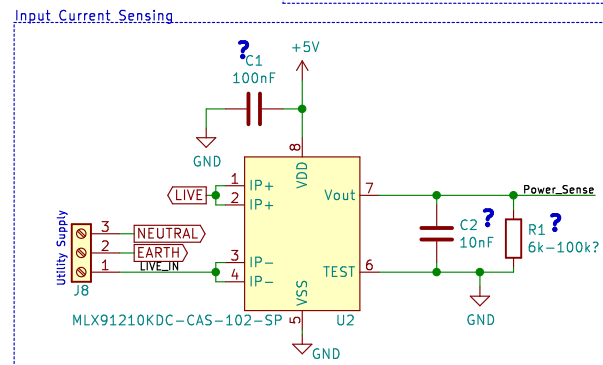 Input Current Sensing
?
C1
100nF
+5V
GND
8
VDD
1
IP+
2
IP+
LIVE
Vout
7
Power_Sense
Utility Supply
3
NEUTRAL
2
EARTH
1
LIVE_IN
J8
3
IP-
4
IP-
TEST
6
C2
?
10nF
R1
?
6k-100k?
GND
VSS
5
MLX91210KDC-CAS-102-SP
U2
GND